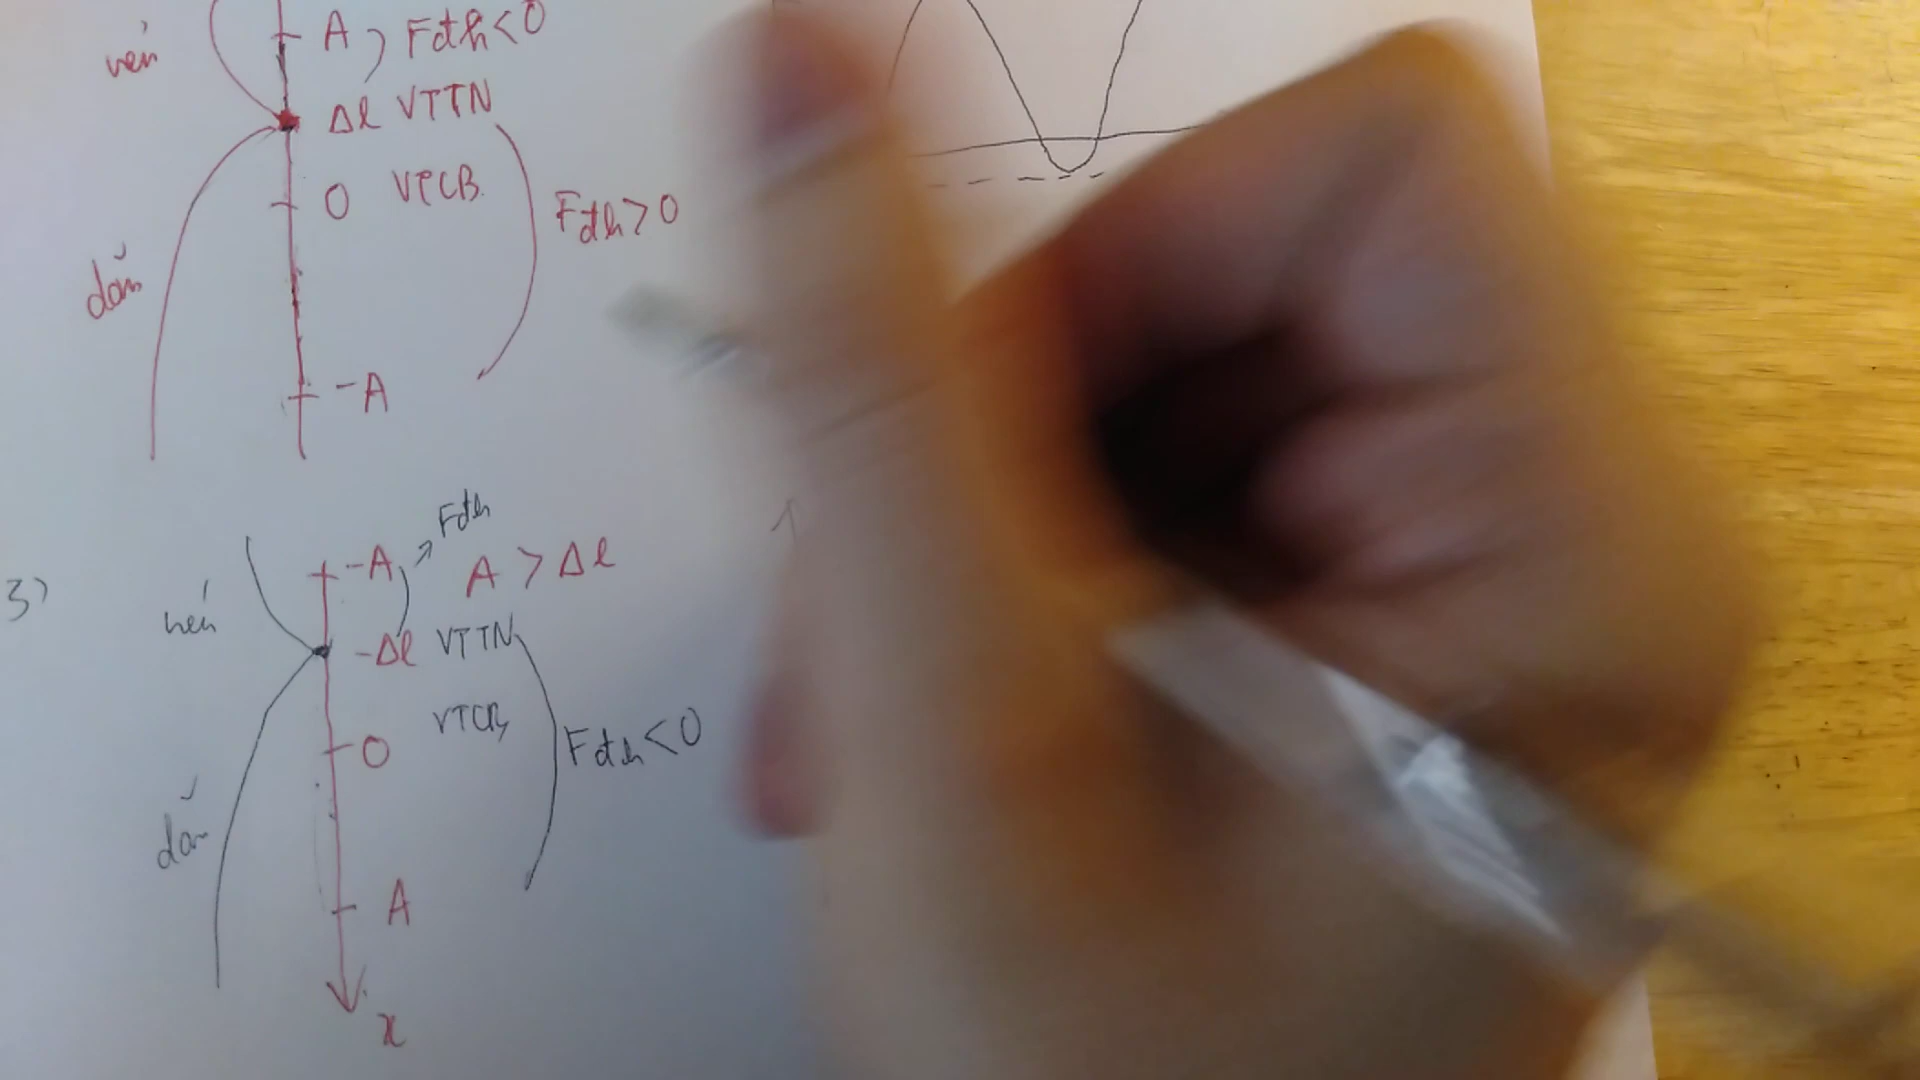 A Fđh<0
nén
Δl VTTN
O VTCB
Fđh>0
dãn
-A
3)
Fđh
-A A > Δl
nén
-Δl VTTN
VTCB
O
Fđh<0
dãn
A
x